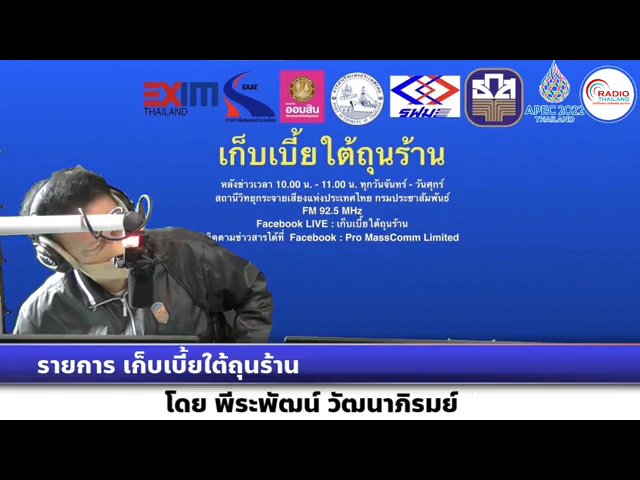 EXIM
THAILAND
EXAT
ออมสิน
รฟม
ธกส
APEC 2022
THAILAND
RADIO
THAILAND
เก็บเบี้ยใต้ถุนร้าน
หลังข่าวเวลา 10.00 น. - 11.00 น. ทุกวันจันทร์ - วันศุกร์
สถานีวิทยุกระจายเสียงแห่งประเทศไทย กรมประชาสัมพันธ์
FM 92.5 MHz
Facebook LIVE : เก็บเบี้ยใต้ถุนร้าน
ติดตามข่าวสารได้ที่ Facebook : Pro MassComm Limited
รายการ เก็บเบี้ยใต้ถุนร้าน
โดย พีระพัฒน์ วัฒนาภิรมย์